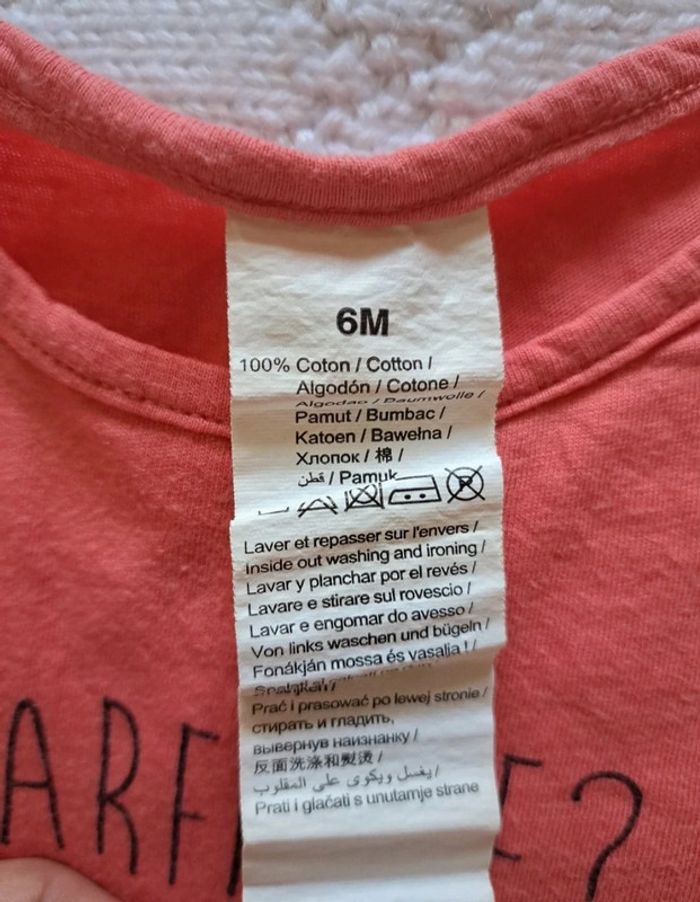 6M
100% Coton / Cotton /
Algodón / Cotone /
Algodao / Baumwolle /
Pamut / Bumbac /
Katoen / Bawełna /
Хлопок / 棉 /
قطن / Pamuk
Laver et repasser sur l'envers /
Inside out washing and ironing /
Lavar y planchar por el revés /
Lavare e stirare sul rovescio /
Lavar e engomar do avesso /
Von links waschen und bügeln /
Fonákján mossa és vasalja ! /
Prać i prasować po lewej stronie /
стирать и гладить,
вывернув наизнанку /
反面洗涤和熨烫 /
يغسل ويكوى على المقلوب /
Prati i glačati s unutarnje strane
ARF
?